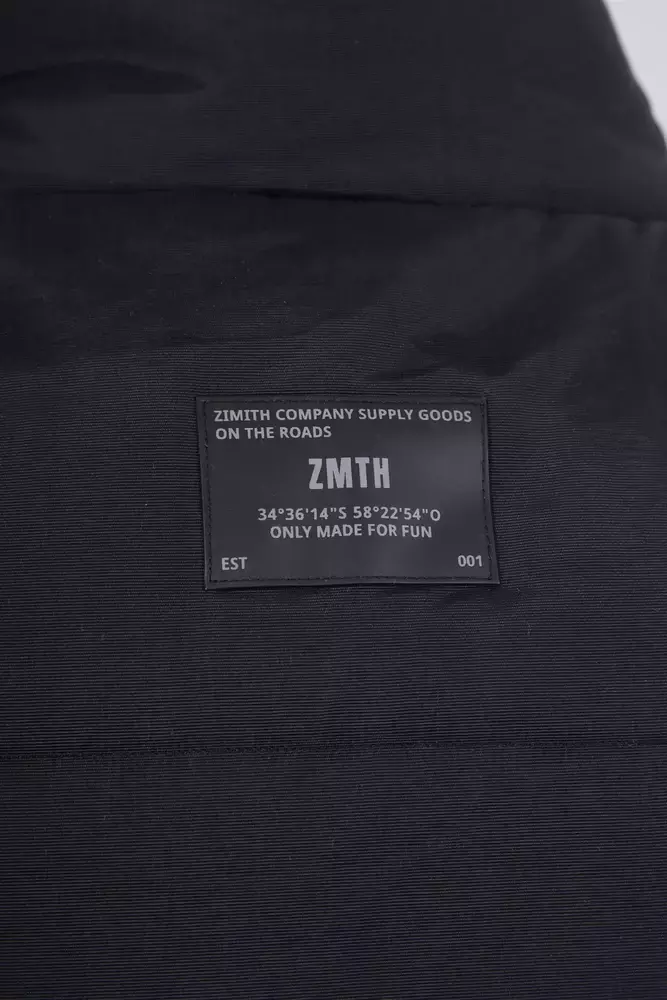 ZIMITH COMPANY SUPPLY GOODS
ON THE ROADS
ZMTH
34°36'14"S 58°22'54"O
ONLY MADE FOR FUN
EST 001